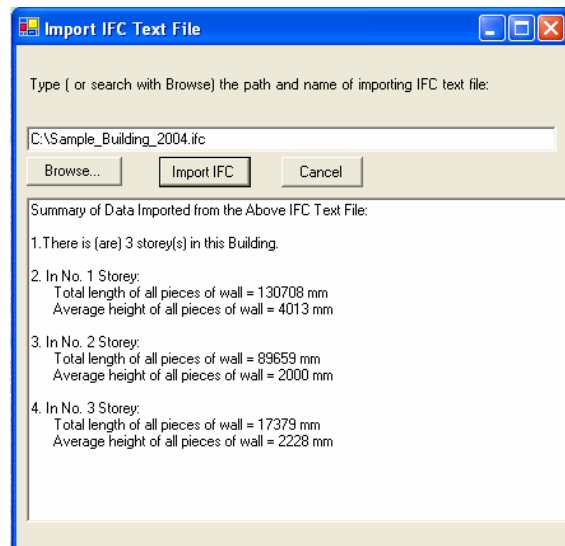 Import IFC Text File
Type ( or search with Browse) the path and name of importing IFC text file:
C:\Sample_Building_2004.ifc
Browse... Import IFC Cancel
Summary of Data Imported from the Above IFC Text File:
1.There is (are) 3 storey(s) in this Building.
2. In No. 1 Storey:
Total length of all pieces of wall = 130708 mm
Average height of all pieces of wall = 4013 mm
3. In No. 2 Storey:
Total length of all pieces of wall = 89659 mm
Average height of all pieces of wall = 2000 mm
4. In No. 3 Storey:
Total length of all pieces of wall = 17379 mm
Average height of all pieces of wall = 2228 mm